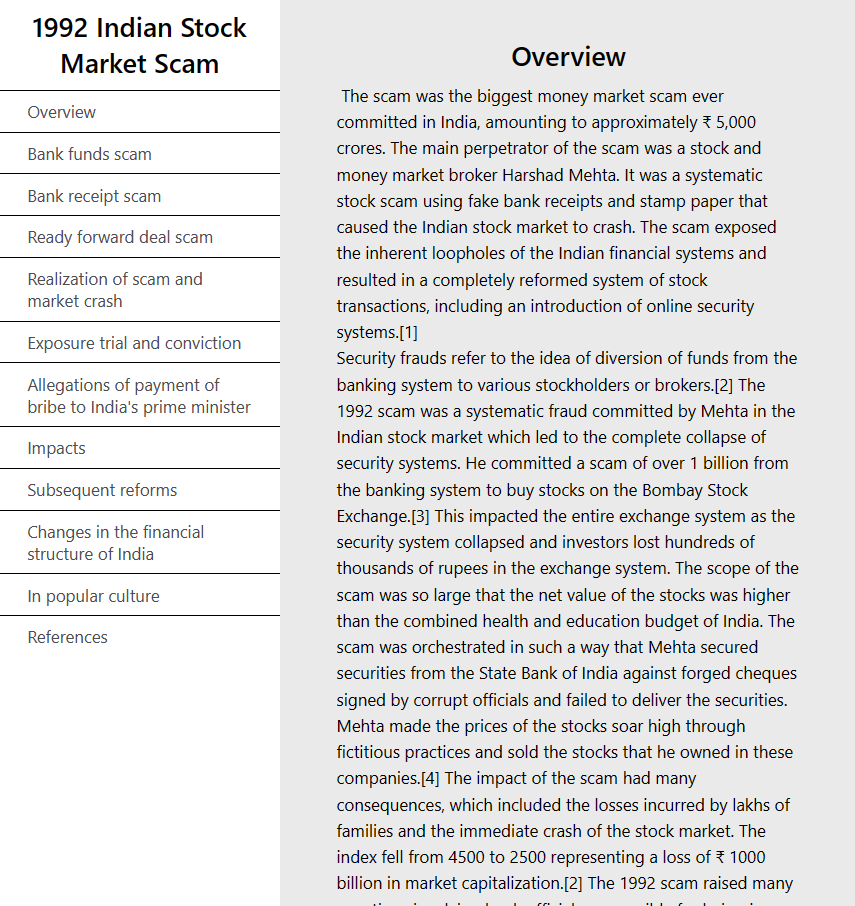 1992 Indian Stock
Market Scam
Overview
Bank funds scam
Bank receipt scam
Ready forward deal scam
Realization of scam and
market crash
Exposure trial and conviction
Allegations of payment of
bribe to India's prime minister
Impacts
Subsequent reforms
Changes in the financial
structure of India
In popular culture
References
Overview
The scam was the biggest money market scam ever
committed in India, amounting to approximately ₹ 5,000
crores. The main perpetrator of the scam was a stock and
money market broker Harshad Mehta. It was a systematic
stock scam using fake bank receipts and stamp paper that
caused the Indian stock market to crash. The scam exposed
the inherent loopholes of the Indian financial systems and
resulted in a completely reformed system of stock
transactions, including an introduction of online security
systems.[1]
Security frauds refer to the idea of diversion of funds from the
banking system to various stockholders or brokers.[2] The
1992 scam was a systematic fraud committed by Mehta in the
Indian stock market which led to the complete collapse of
security systems. He committed a scam of over 1 billion from
the banking system to buy stocks on the Bombay Stock
Exchange.[3] This impacted the entire exchange system as the
security system collapsed and investors lost hundreds of
thousands of rupees in the exchange system. The scope of the
scam was so large that the net value of the stocks was higher
than the combined health and education budget of India. The
scam was orchestrated in such a way that Mehta secured
securities from the State Bank of India against forged cheques
signed by corrupt officials and failed to deliver the securities.
Mehta made the prices of the stocks soar high through
fictitious practices and sold the stocks that he owned in these
companies.[4] The impact of the scam had many
consequences, which included the losses incurred by lakhs of
families and the immediate crash of the stock market. The
index fell from 4500 to 2500 representing a loss of ₹ 1000
billion in market capitalization.[2] The 1992 scam raised many